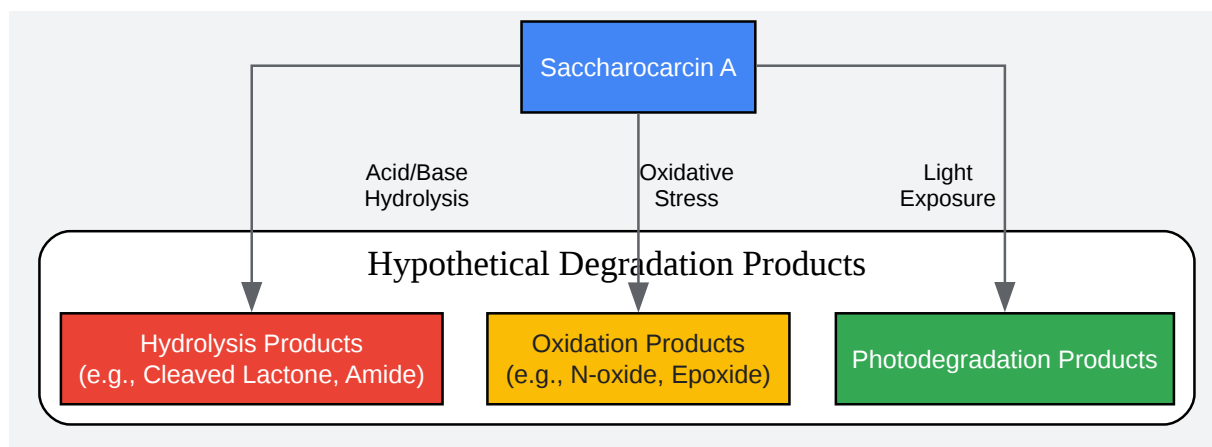 Saccharocarcin A
Acid/Base
Hydrolysis
Oxidative
Stress
Light
Exposure
Hypothetical Degradation Products
Hydrolysis Products
(e.g., Cleaved Lactone, Amide)
Oxidation Products
(e.g., N-oxide, Epoxide)
Photodegradation Products